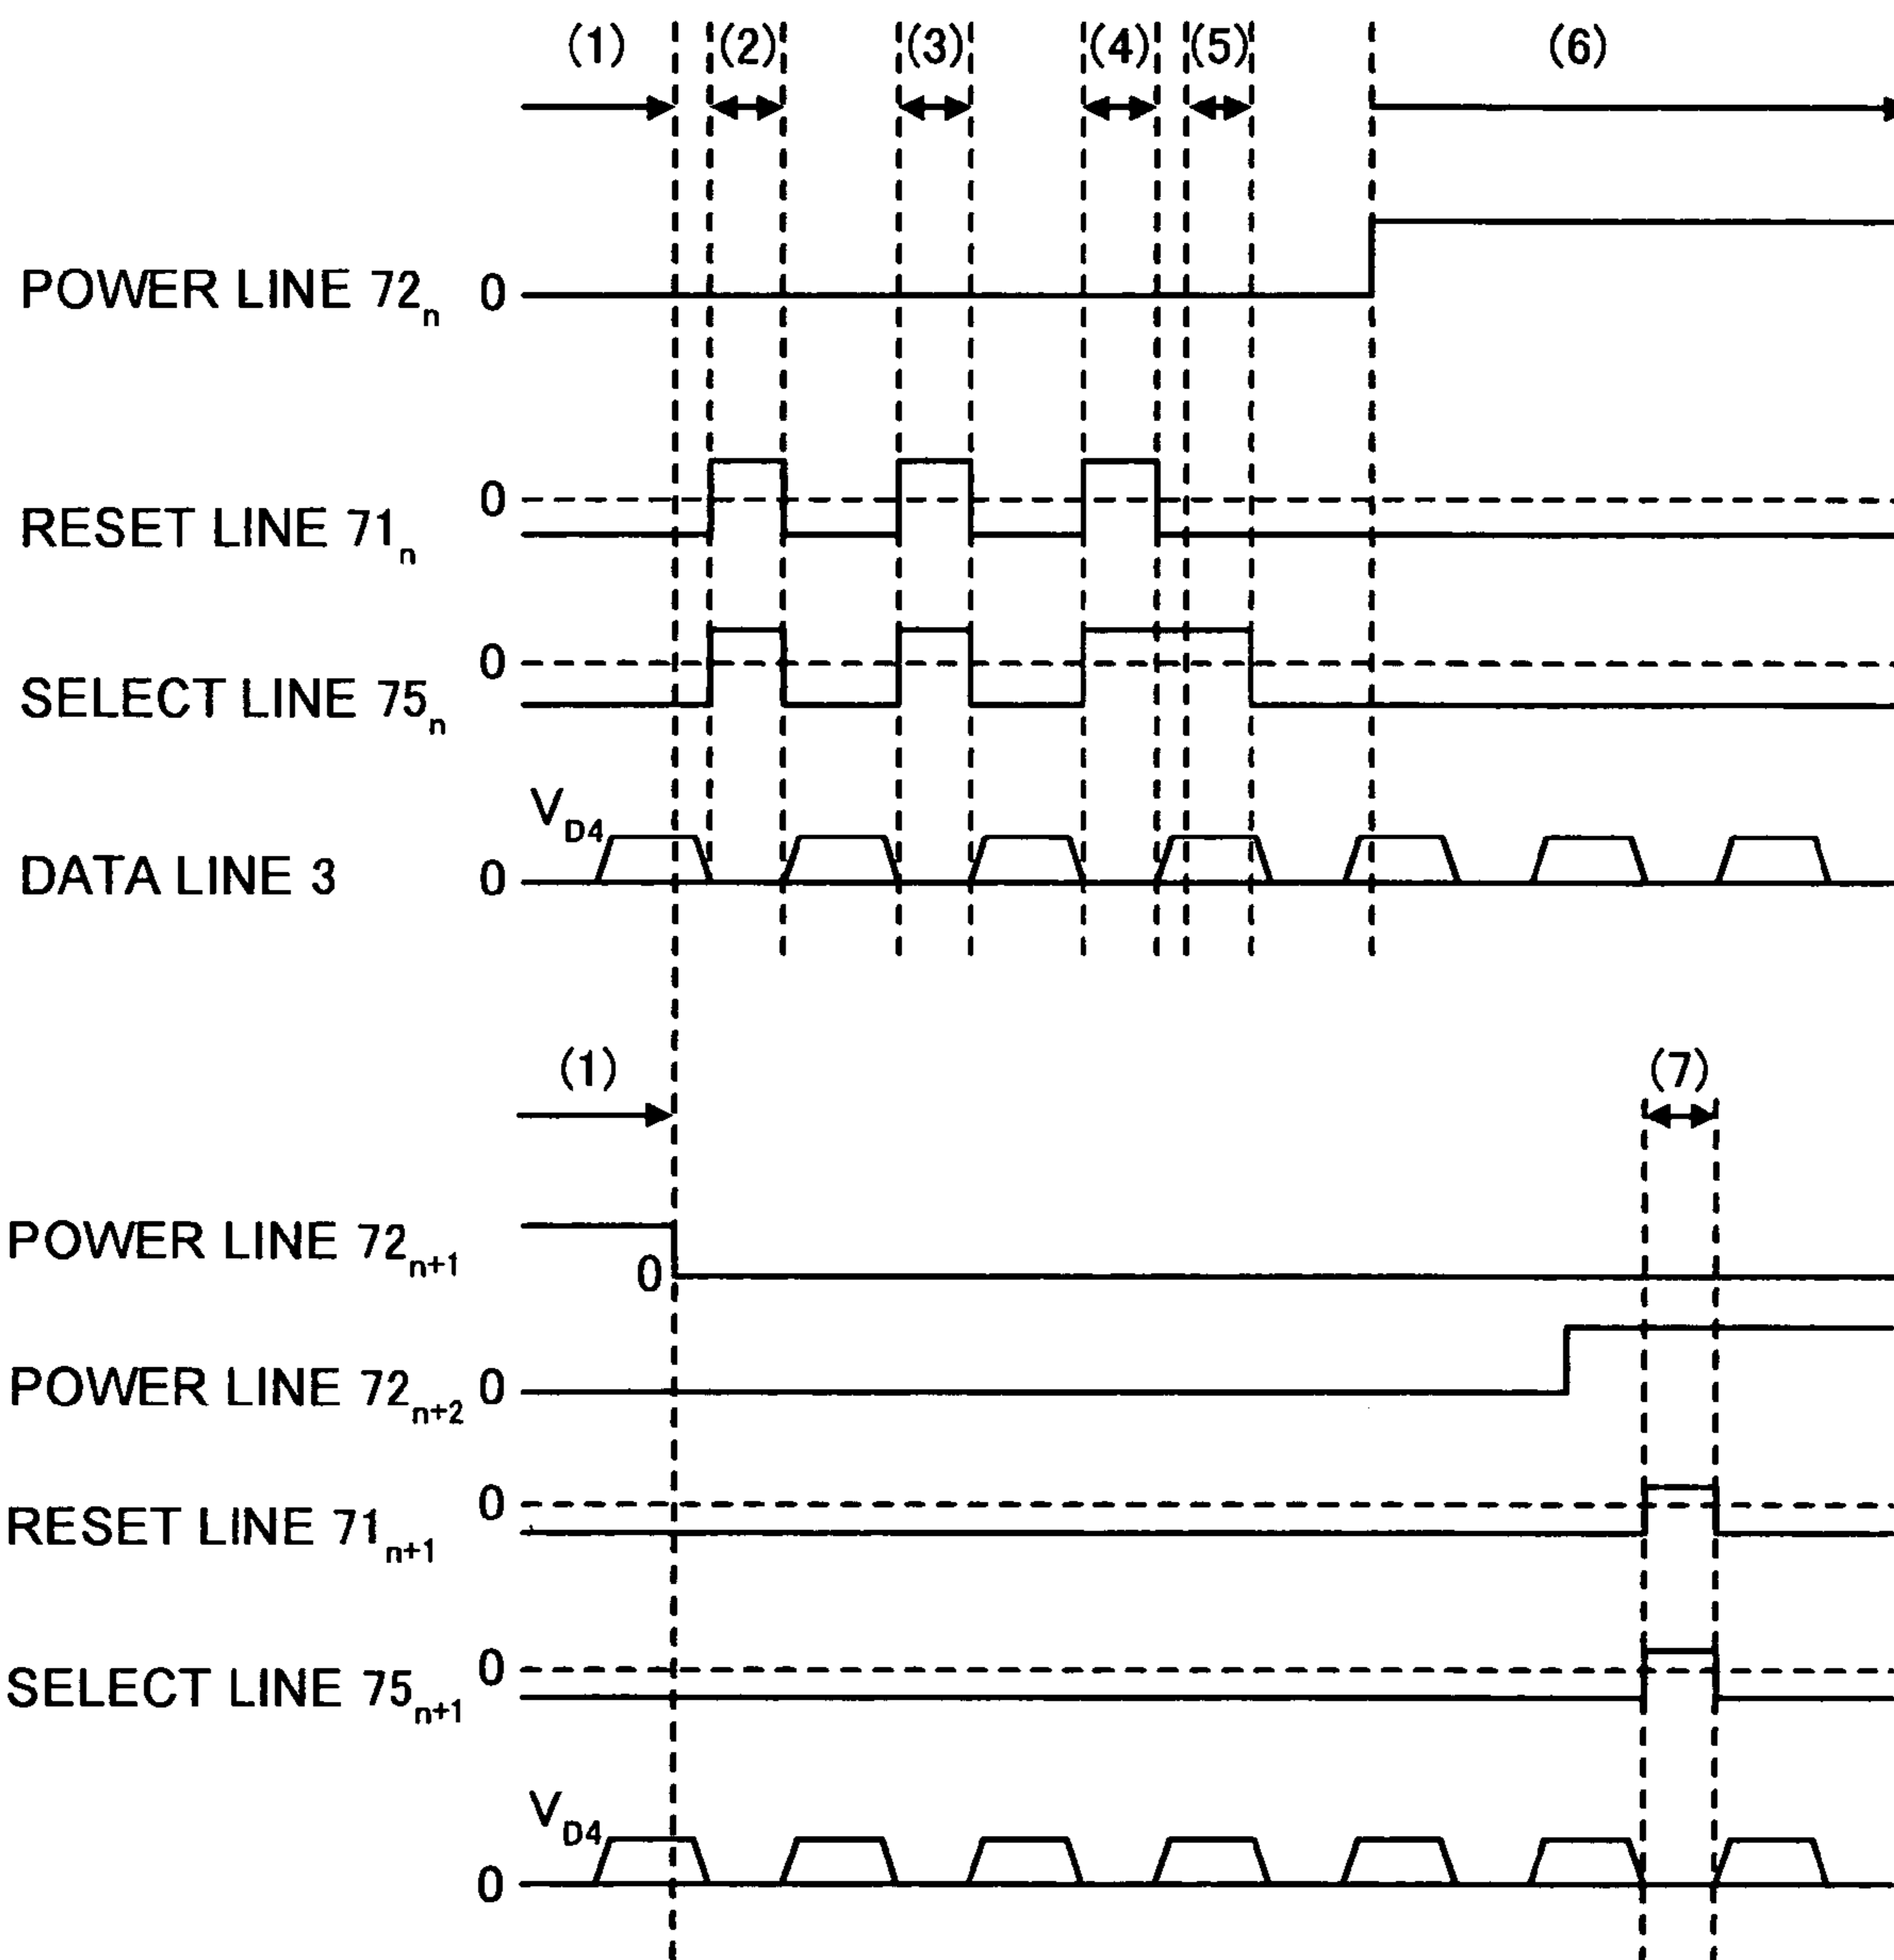 (1) (2) (3) (4) (5) (6)
POWER LINE 72n 0
0
RESET LINE 71n
0
SELECT LINE 75n
VD4
DATA LINE 3 0
(1) (7)
POWER LINE 72n+1 0
POWER LINE 72n+2 0
0
RESET LINE 71n+1
0
SELECT LINE 75n+1
VD4
0